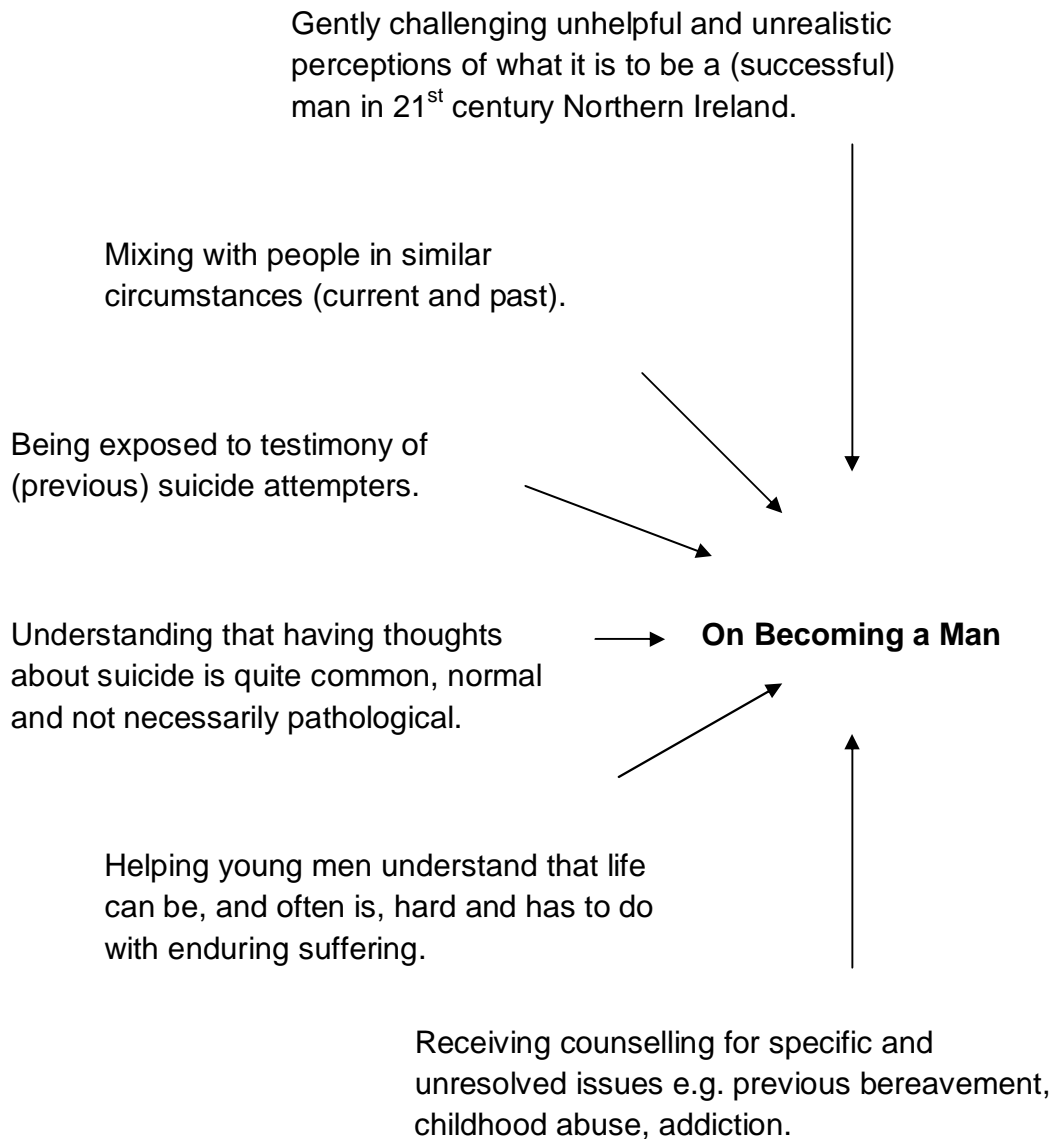 Gently challenging unhelpful and unrealistic
perceptions of what it is to be a (successful)
man in 21st century Northern Ireland.
Mixing with people in similar
circumstances (current and past).
Being exposed to testimony of
(previous) suicide attempters.
Understanding that having thoughts
about suicide is quite common, normal
and not necessarily pathological.
On Becoming a Man
Helping young men understand that life
can be, and often is, hard and has to do
with enduring suffering.
Receiving counselling for specific and
unresolved issues e.g. previous bereavement,
childhood abuse, addiction.